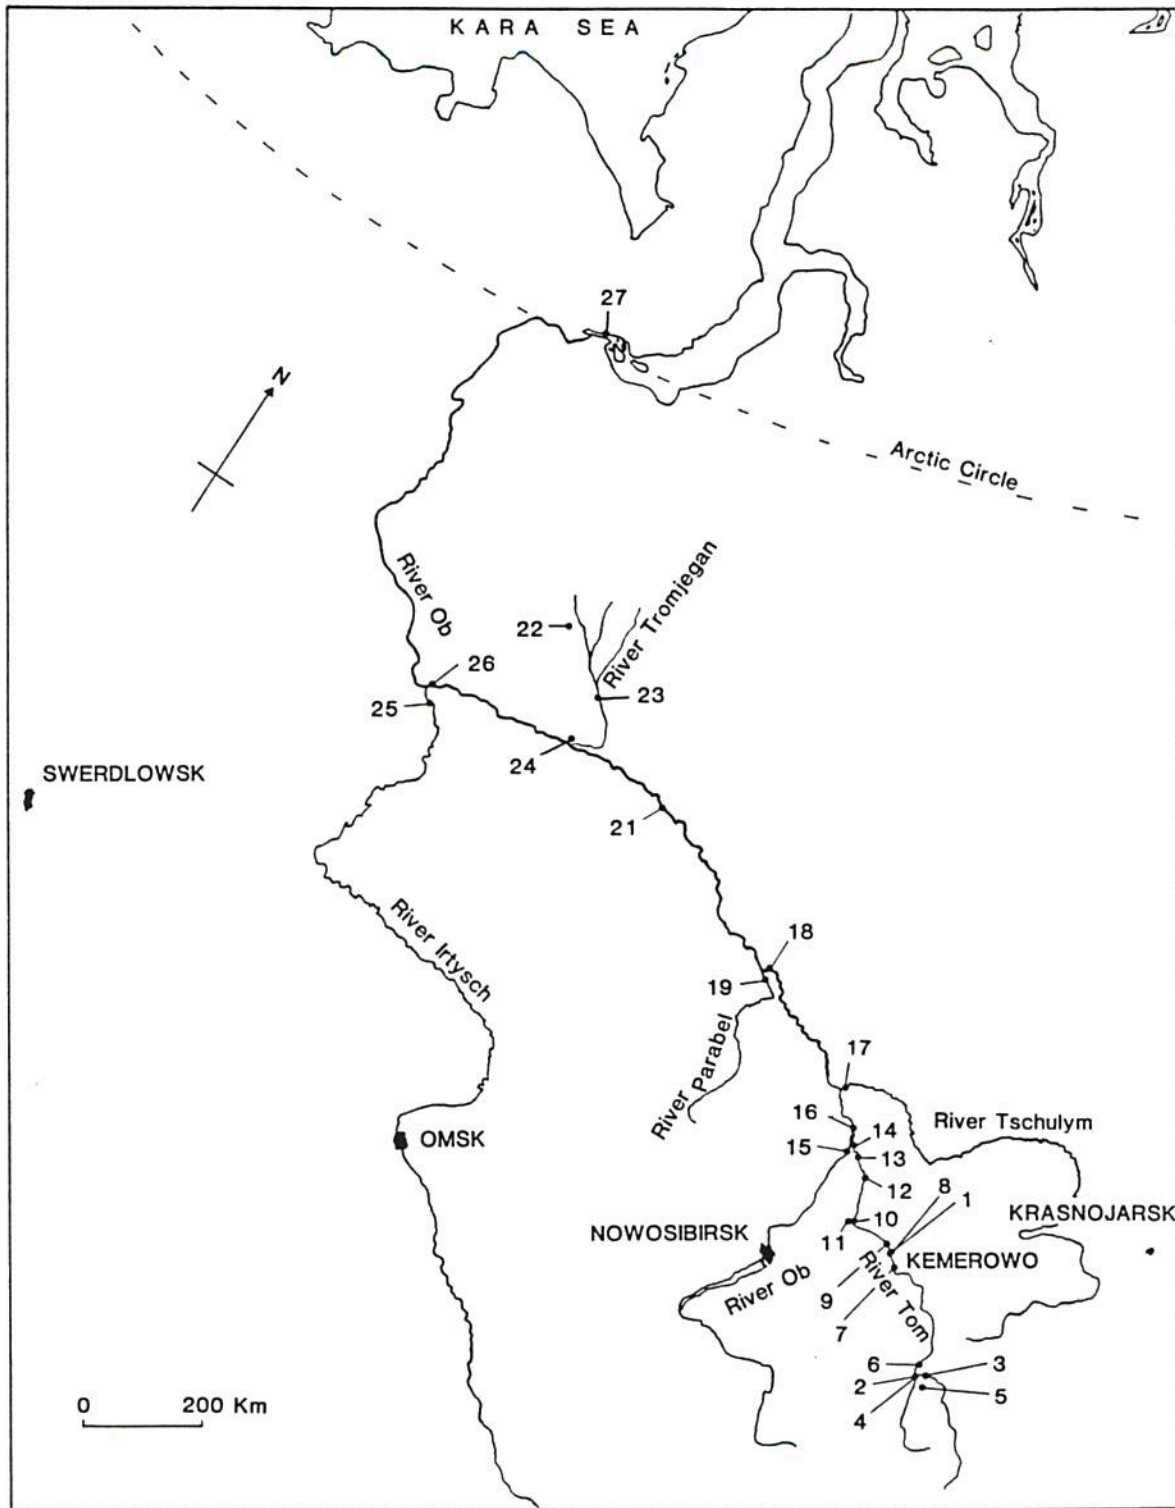 KARA SEA
27
N
Arctic Circle
River Ob
River Tromjegan
22
26
23
25
24
SWERDLOWSK
21
River Irtysch
18
19
River Parabel
17
16
River Tschulym
14
15
OMSK
13
8
12
1
KRASNOJARSK
10
11
NOWOSIBIRSK
KEMEROWO
River Ob
9
River Tom
7
6
3
2
5
4
0 200 Km